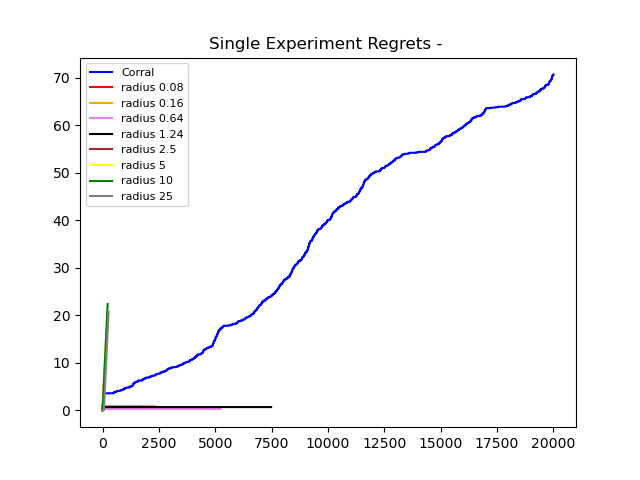 Single Experiment Regrets -
70
60
50
40
30
20
10
0
Corral
radius 0.08
radius 0.16
radius 0.64
radius 1.24
radius 2.5
radius 5
radius 10
radius 25
0 2500 5000 7500 10000 12500 15000 17500 20000